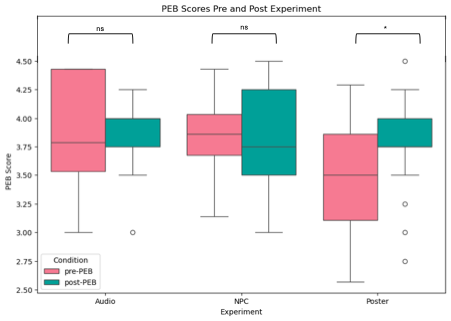 PEB Scores Pre and Post Experiment
ns
ns
*
4.50
4.25
4.00
3.75
3.50
3.25
3.00
2.75
2.50
PEB Score
Condition
pre-PEB
post-PEB
Audio
NPC
Poster
Experiment